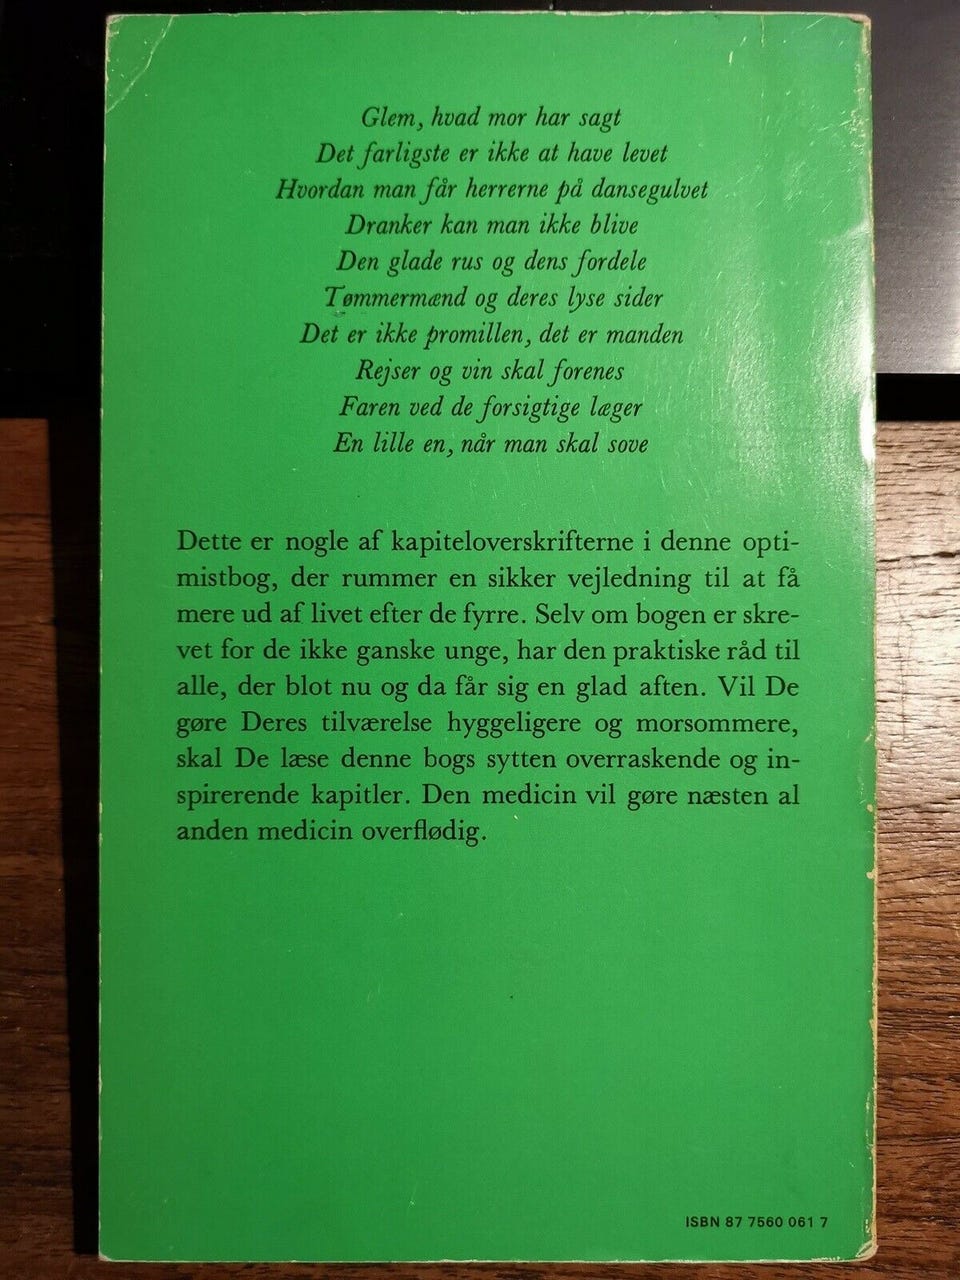 Glem, hvad mor har sagt
Det farligste er ikke at have levet
Hvordan man får herrerne på dansegulvet
Dranker kan man ikke blive
Den glade rus og dens fordele
Tømmermænd og deres lyse sider
Det er ikke promillen, det er manden
Rejser og vin skal forenes
Faren ved de forsigtige læger
En lille en, når man skal sove
Dette er nogle af kapiteloverskrifterne i denne opti-
mistbog, der rummer en sikker vejledning til at få
mere ud af livet efter de fyrre. Selv om bogen er skre-
vet for de ikke ganske unge, har den praktiske råd til
alle, der blot nu og da får sig en glad aften. Vil De
gøre Deres tilværelse hyggeligere og morsommere,
skal De læse denne bogs sytten overraskende og in-
spirerende kapitler. Den medicin vil gøre næsten al
anden medicin overflødig.
ISBN 87 7560 061 7